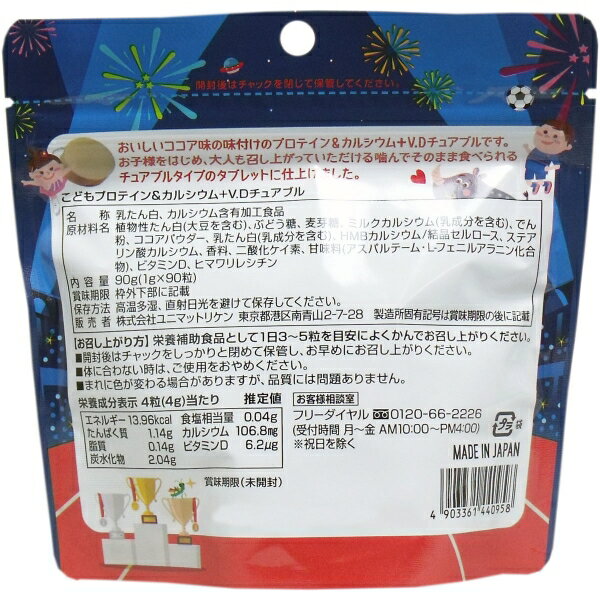 開封後はチャックを閉じて保管してください。
おいしいココア味の味付けのプロテイン&カルシウム+V.Dチュアブルです。
お子様をはじめ、大人も召し上がっていただける噛んでそのまま食べられる
チュアブルタイプのタブレットに仕上げました。
こどもプロテイン&カルシウム+V.Dチュアブル
名 称 乳たん白、カルシウム含有加工食品
原材料名 植物性たん白(大豆を含む)、ぶどう糖、麦芽糖、ミルクカルシウム(乳成分を含む)、でん
粉、ココアパウダー、乳たん白(乳成分を含む)、HMBカルシウム/結晶セルロース、ステア
リン酸カルシウム、香料、二酸化ケイ素、甘味料(アスパルテーム・L-フェニルアラニン化合
物)、ビタミンD、ヒマワリレシチン
内 容 量 90g(1g×90粒)
賞味期限 枠外下部に記載
保存方法 高温多湿、直射日光を避けて保存してください。
販 売 者 株式会社ユニマットリケン 東京都港区南青山2-7-28 製造所固有記号は賞味期限の後に記載
【お召し上がり方】栄養補助食品として1日3~5粒を目安によくかんでお召し上がりください。
■開封後はチャックをしっかりと閉めて保管し、お早めにお召し上がりください。
■体に合わない時は、ご使用をおやめください。
■まれに色が変わる場合がありますが、品質には問題ありません。
栄養成分表示 4粒(4g)当たり 推定値
エネルギー 13.96kcal 食塩相当量 0.04g
たんぱく質 1.14g カルシウム 106.8mg
脂質 0.14g ビタミンD 6.2μg
炭水化物 2.04g
お客様相談室
フリーダイヤル 0120-66-2226
(受付時間 月~金 AM10:00~PM4:00)
※祝日を除く
プラ 袋
MADE IN JAPAN
賞味期限(未開封)
4 903361 440958